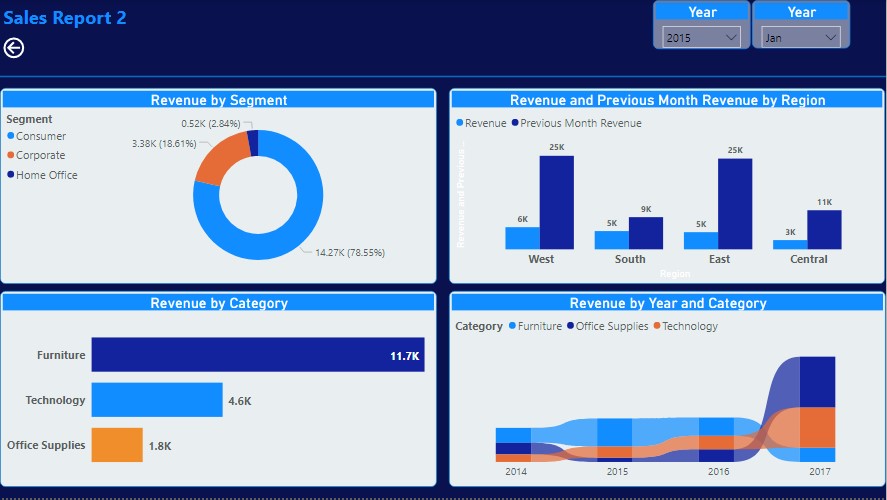 Sales Report 2
Year
2015
Year
Jan
Revenue by Segment
Segment
Consumer
Corporate
Home Office
0.52K (2.84%)
3.38K (18.61%)
14.27K (78.55%)
Revenue and Previous Month Revenue by Region
Revenue Previous Month Revenue
Revenue and Previous
25K
25K
6K
5K
9K
5K
3K
11K
West South East Central
Region
Revenue by Category
Furniture 11.7K
Technology 4.6K
Office Supplies 1.8K
Revenue by Year and Category
Category Furniture Office Supplies Technology
2014 2015 2016 2017